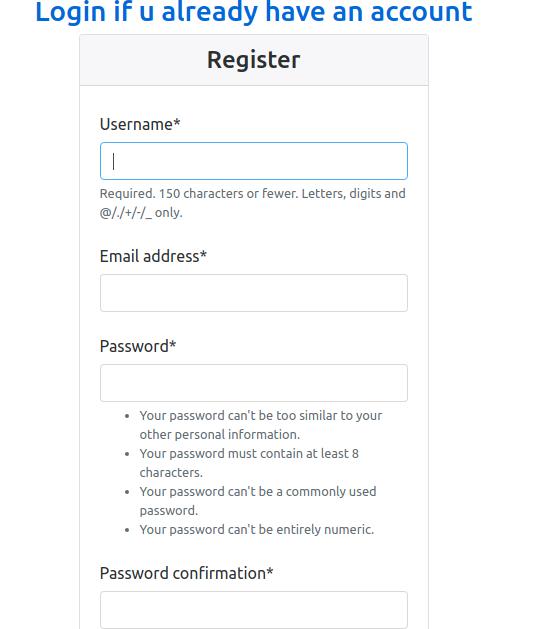 Login if u already have an account
Register
Username*
Required. 150 characters or fewer. Letters, digits and
@/./+/-/_ only.
Email address*
Password*
• Your password can't be too similar to your
other personal information.
• Your password must contain at least 8
characters.
• Your password can't be a commonly used
password.
• Your password can't be entirely numeric.
Password confirmation*